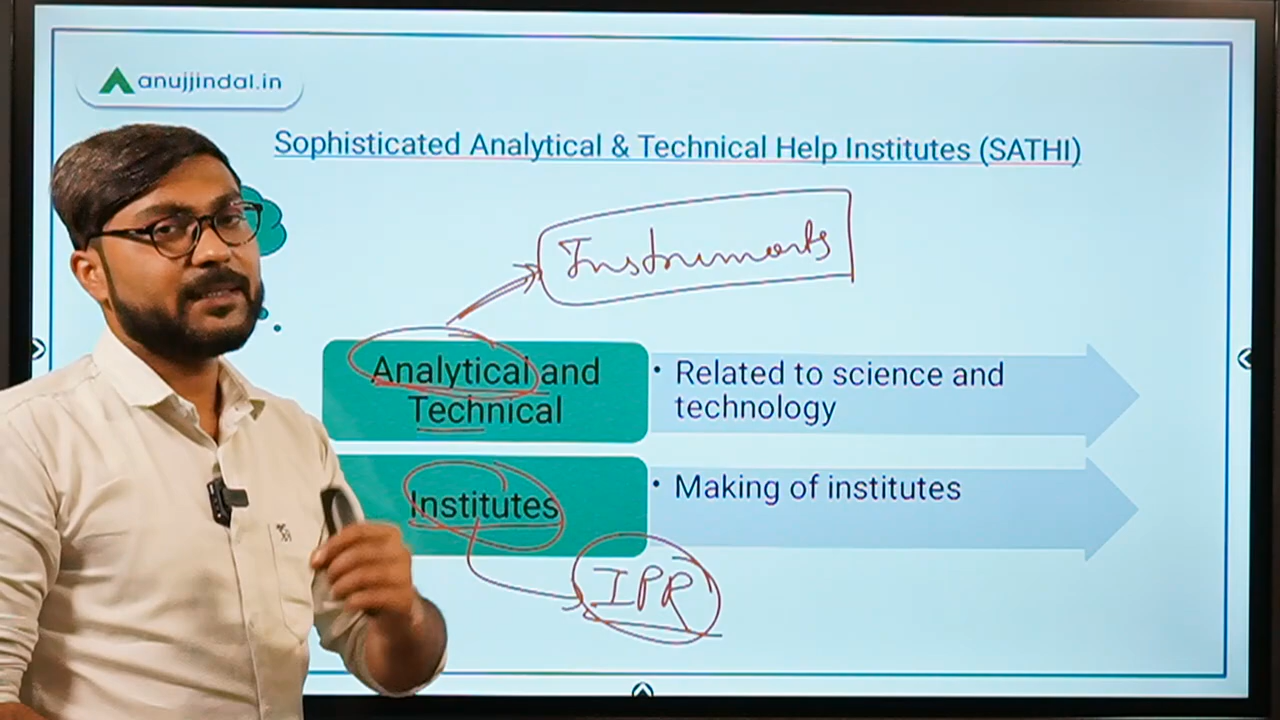 anujjindal.in
Sophisticated Analytical & Technical Help Institutes (SATHI)
Instruments
Analytical and
Technical
• Related to science and
technology
Institutes
• Making of institutes
IPR